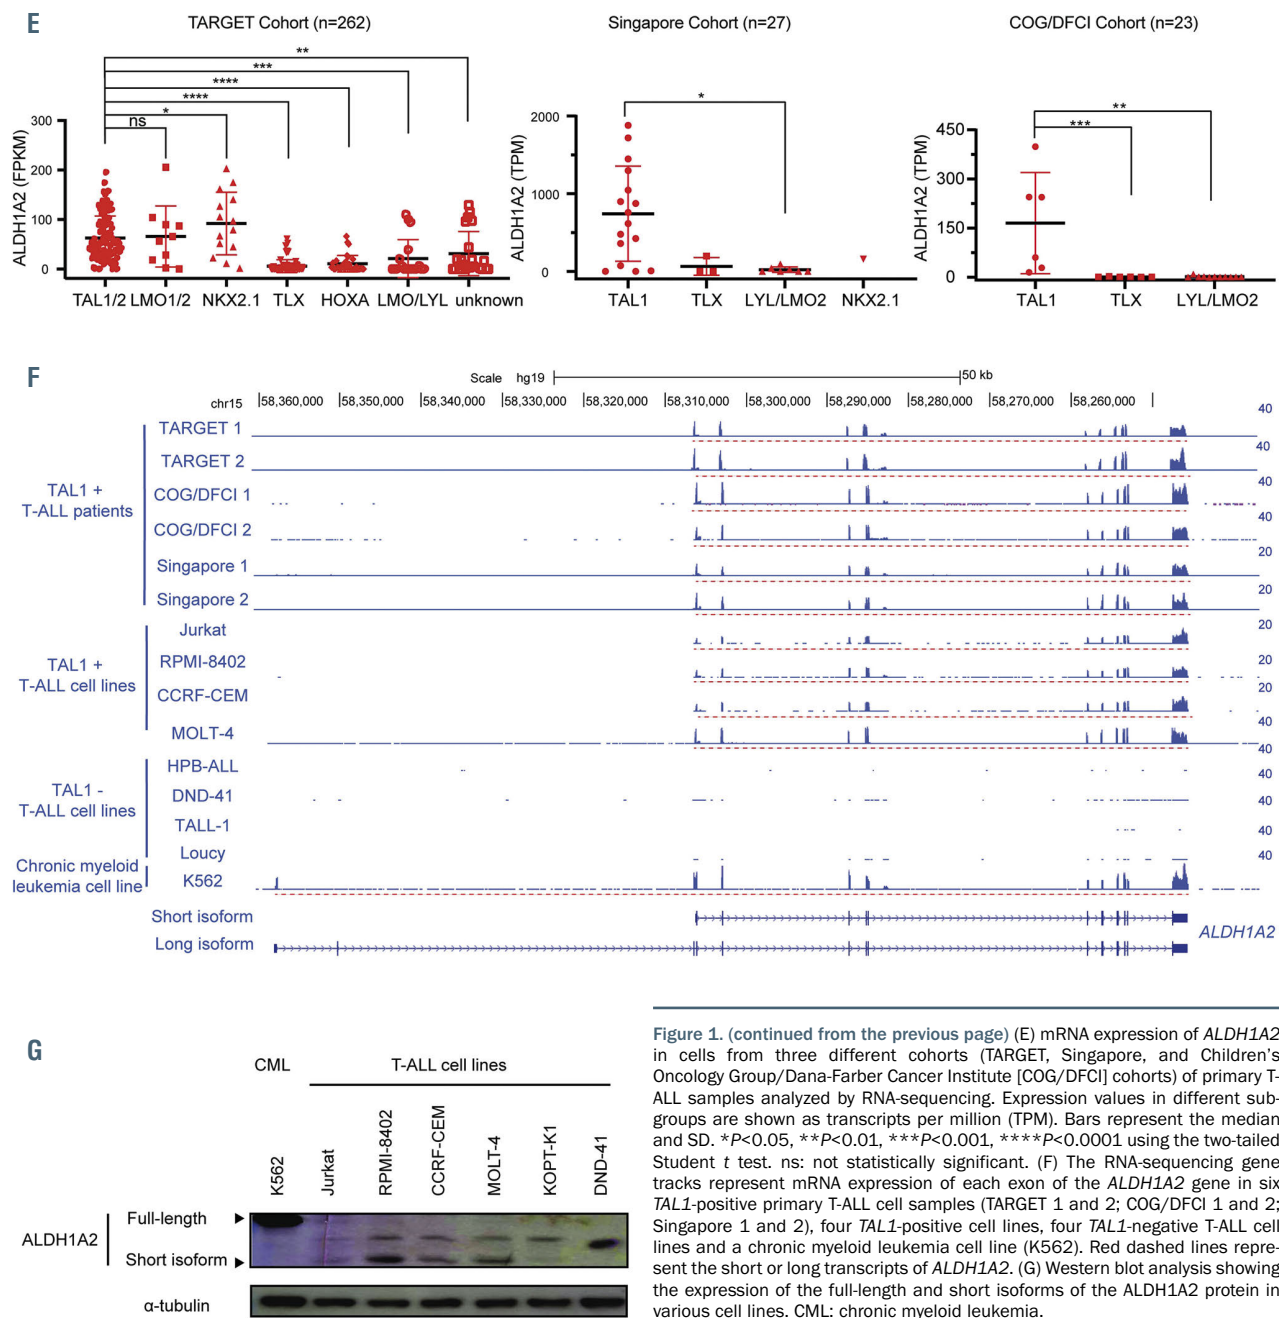 E
TARGET Cohort (n=262)
**
***
****
****
*
ns
ALDH1A2 (FPKM)
300
200
100
0
TAL1/2 LMO1/2 NKX2.1 TLX HOXA LMO/LYL unknown
Singapore Cohort (n=27)
*
ALDH1A2 (TPM)
2000
1000
0
TAL1 TLX LYL/LMO2 NKX2.1
COG/DFCI Cohort (n=23)
**
***
ALDH1A2 (TPM)
450
300
150
0
TAL1 TLX LYL/LMO2
F
Scale hg19 50 kb
chr15 |58,360,000 |58,350,000 |58,340,000 |58,330,000 |58,320,000 |58,310,000 |58,300,000 |58,290,000 |58,280,000 |58,270,000 |58,260,000 |
TAL1 +
T-ALL patients
TARGET 1 40
TARGET 2 40
COG/DFCI 1 40
COG/DFCI 2 40
Singapore 1 20
Singapore 2 20
TAL1 +
T-ALL cell lines
Jurkat 20
RPMI-8402 20
CCRF-CEM 20
MOLT-4 40
TAL1 -
T-ALL cell lines
HPB-ALL 40
DND-41 40
TALL-1 40
Loucy 40
Chronic myeloid
leukemia cell line
K562 40
Short isoform
Long isoform
ALDH1A2
G
CML T-ALL cell lines
K562
Jurkat
RPMI-8402
CCRF-CEM
MOLT-4
KOPT-K1
DND-41
ALDH1A2
Full-length
Short isoform
α-tubulin
Figure 1. (continued from the previous page) (E) mRNA expression of ALDH1A2
in cells from three different cohorts (TARGET, Singapore, and Children's
Oncology Group/Dana-Farber Cancer Institute [COG/DFCI] cohorts) of primary T-
ALL samples analyzed by RNA-sequencing. Expression values in different sub-
groups are shown as transcripts per million (TPM). Bars represent the median
and SD. *P<0.05, **P<0.01, ***P<0.001, ****P<0.0001 using the two-tailed
Student t test. ns: not statistically significant. (F) The RNA-sequencing gene
tracks represent mRNA expression of each exon of the ALDH1A2 gene in six
TAL1-positive primary T-ALL cell samples (TARGET 1 and 2; COG/DFCI 1 and 2;
Singapore 1 and 2), four TAL1-positive cell lines, four TAL1-negative T-ALL cell
lines and a chronic myeloid leukemia cell line (K562). Red dashed lines repre-
sent the short or long transcripts of ALDH1A2. (G) Western blot analysis showing
the expression of the full-length and short isoforms of the ALDH1A2 protein in
various cell lines. CML: chronic myeloid leukemia.